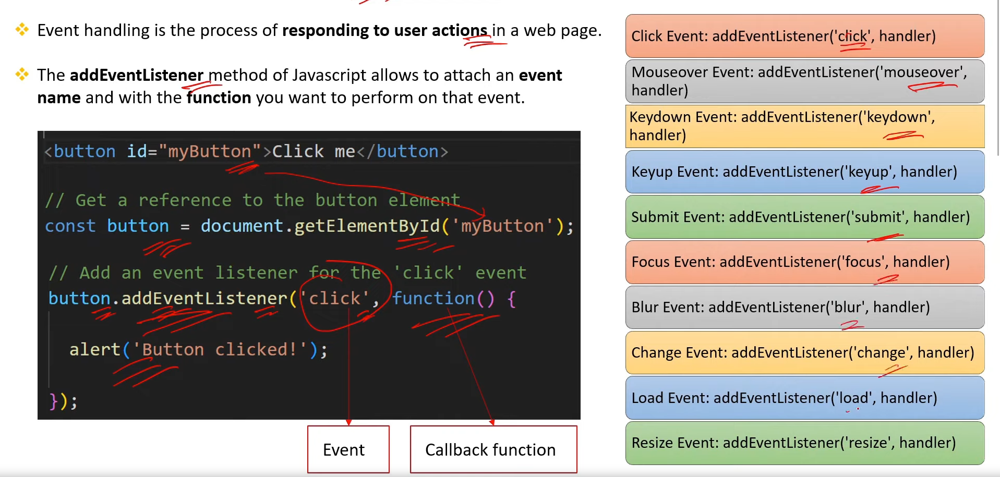 Event handling is the process of responding to user actions in a web page.
The addEventListener method of Javascript allows to attach an event
name and with the function you want to perform on that event.
<button id="myButton">Click me</button>
// Get a reference to the button element
const button = document.getElementById('myButton');
// Add an event listener for the 'click' event
button.addEventListener('click', function() {
alert('Button clicked!');
});
Event
Callback function
Click Event: addEventListener('click', handler)
Mouseover Event: addEventListener('mouseover',
handler)
Keydown Event: addEventListener('keydown',
handler)
Keyup Event: addEventListener('keyup', handler)
Submit Event: addEventListener('submit', handler)
Focus Event: addEventListener('focus', handler)
Blur Event: addEventListener('blur', handler)
Change Event: addEventListener('change', handler)
Load Event: addEventListener('load', handler)
Resize Event: addEventListener('resize', handler)